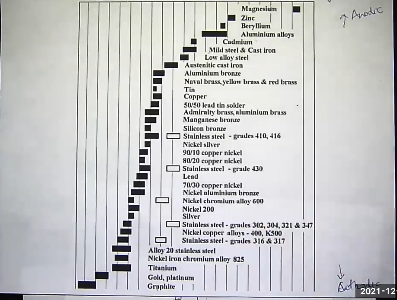 Magnesium
Zinc
Beryllium
Aluminium alloys
Cadmium
Mild steel & Cast iron
Low alloy steel
Austenitic cast iron
Aluminium bronze
Naval brass, yellow brass & red brass
Tin
Copper
50/50 lead tin solder
Admiralty brass, aluminium brass
Manganese bronze
Silicon bronze
Stainless steel - grades 410, 416
Nickel silver
90/10 copper nickel
80/20 copper nickel
Stainless steel - grade 430
Lead
70/30 copper nickel
Nickel aluminium bronze
Nickel chromium alloy 600
Nickel 200
Silver
Stainless steel - grades 302, 304, 321 & 347
Nickel copper alloys - 400, K500
Stainless steel - grades 316 & 317
Alloy 20 stainless steel
Nickel iron chromium alloy 825
Titanium
Gold, platinum
Graphite
↑ Anodic
2021-12